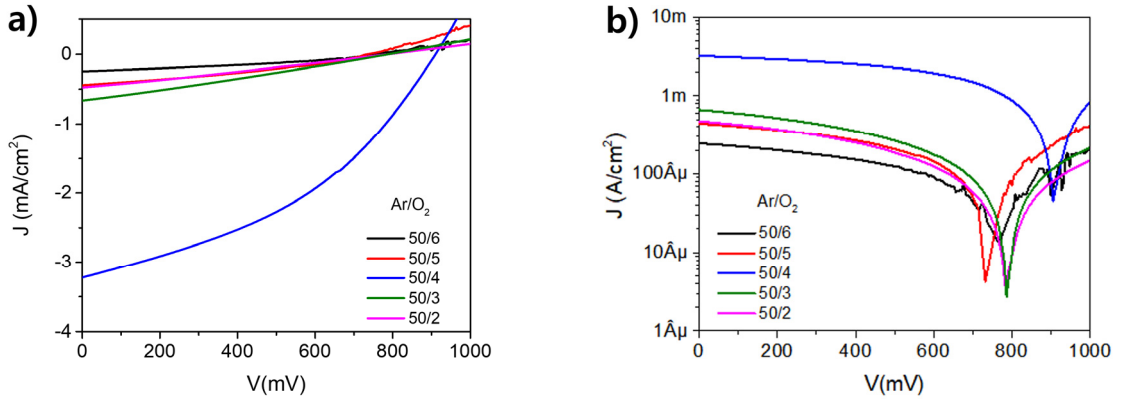 a)
0
-1
-2
-3
-4
J (mA/cm²)
Ar/O₂
50/6
50/5
50/4
50/3
50/2
0 200 400 600 800 1000
V(mV)
b)
10m
1m
100Âµ
10Âµ
1Âµ
J (A/cm²)
Ar/O₂
50/6
50/5
50/4
50/3
50/2
0 200 400 600 800 1000
V(mV)